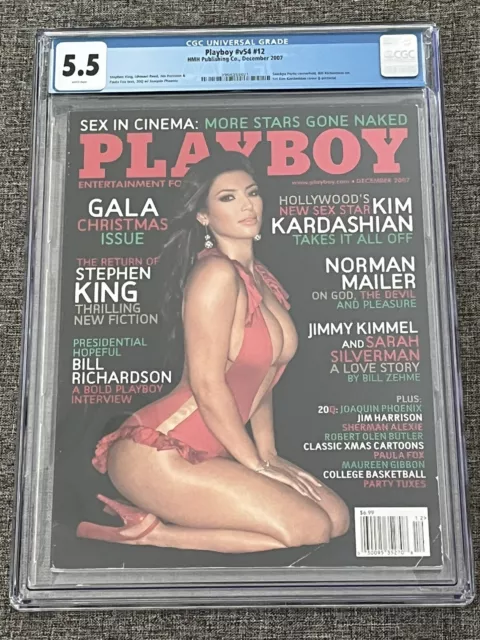 CGC UNIVERSAL GRADE
5.5
Playboy #v54 #12
HMH Publishing Co., December 2007
CGC
SEX IN CINEMA: MORE STARS GONE NAKED
PLAYBOY
ENTERTAINMENT FO
www.playboy.com • DECEMBER 2007
GALA
CHRISTMAS
ISSUE
THE RETURN OF
STEPHEN
KING
THRILLING
NEW FICTION
PRESIDENTIAL
HOPEFUL
BILL
RICHARDSON
A BOLD PLAYBOY
INTERVIEW
HOLLYWOOD'S
NEW SEX STAR KIM
KARDASHIAN
TAKES IT ALL OFF
NORMAN
MAILER
ON GOD, THE DEVIL
AND PLEASURE
JIMMY KIMMEL
AND SARAH
SILVERMAN
A LOVE STORY
BY BILL ZEHME
PLUS:
20Q: JOAQUIN PHOENIX
JIM HARRISON
SHERMAN ALEXIE
ROBERT OLEN BUTLER
CLASSIC XMAS CARTOONS
PAULA FOX
MAUREEN GIBBON
COLLEGE BASKETBALL
PARTY TUXES
$6.99